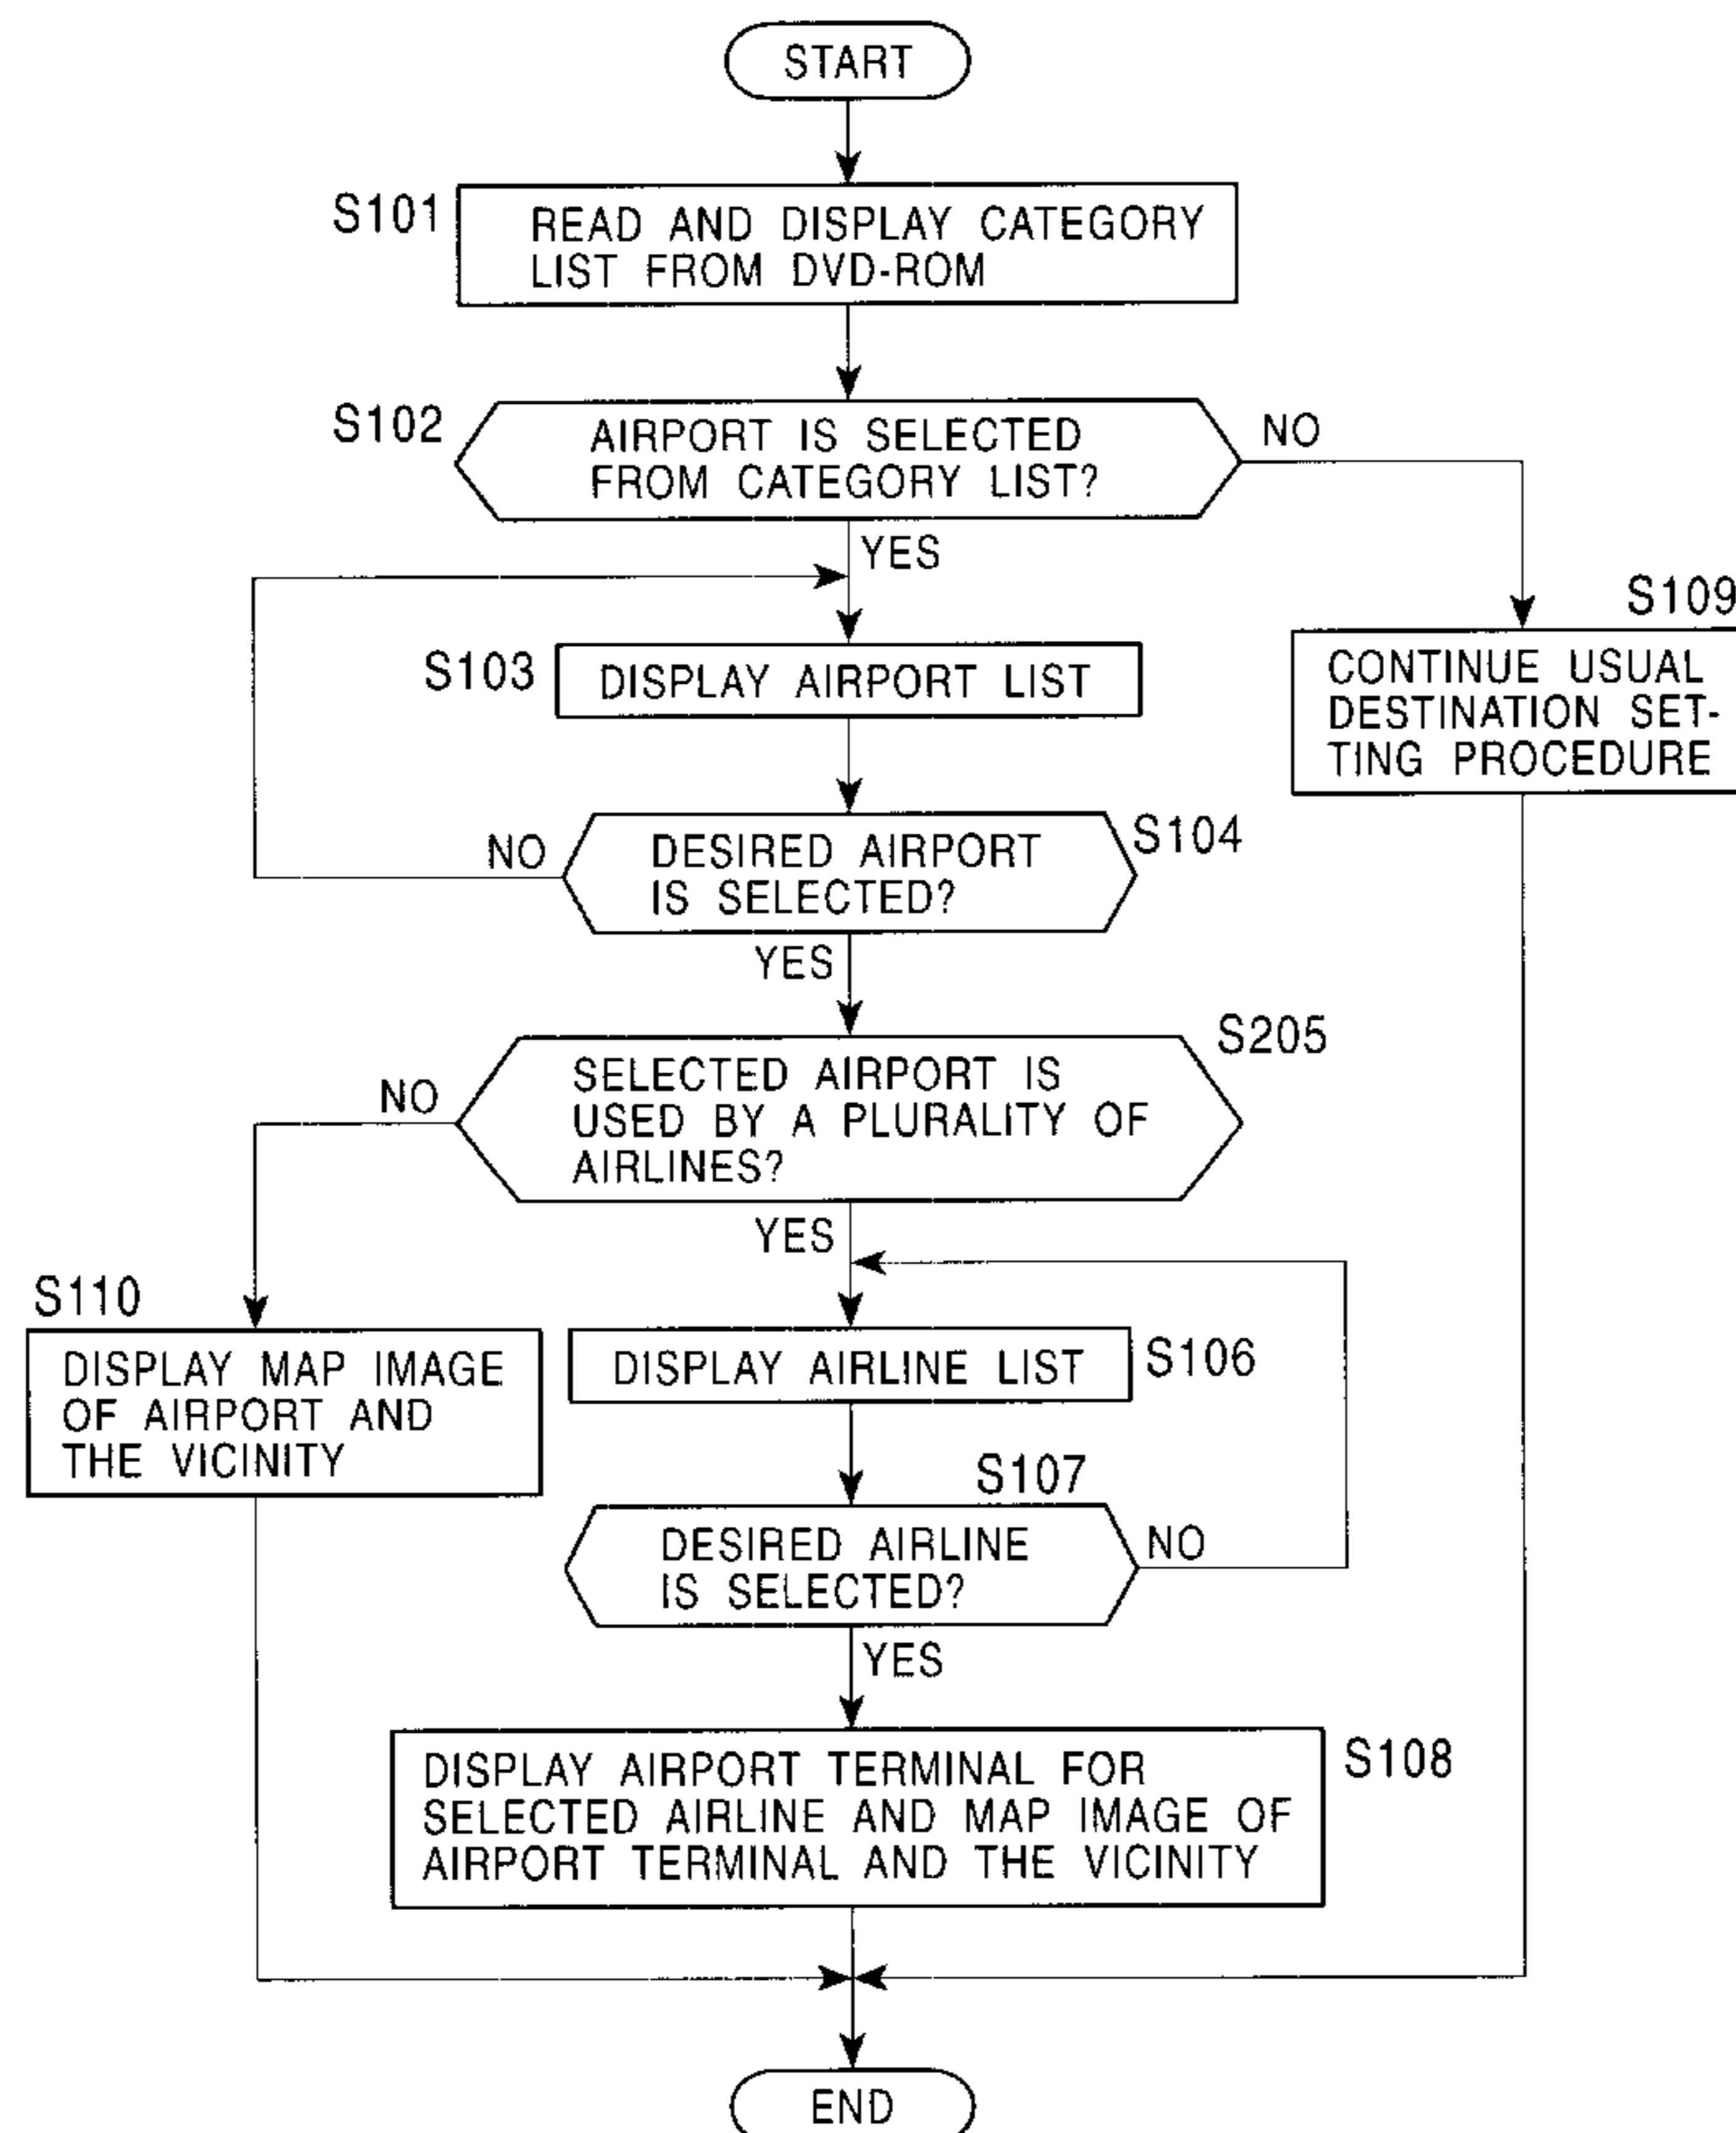 START
S101
READ AND DISPLAY CATEGORY
LIST FROM DVD-ROM
S102
AIRPORT IS SELECTED
FROM CATEGORY LIST?
NO
YES
S109
CONTINUE USUAL
DESTINATION SET-
TING PROCEDURE
S103
DISPLAY AIRPORT LIST
S104
NO
DESIRED AIRPORT
IS SELECTED?
YES
S205
NO
SELECTED AIRPORT IS
USED BY A PLURALITY OF
AIRLINES?
YES
S110
DISPLAY MAP IMAGE
OF AIRPORT AND
THE VICINITY
DISPLAY AIRLINE LIST
S106
S107
DESIRED AIRLINE
IS SELECTED?
NO
YES
DISPLAY AIRPORT TERMINAL FOR
SELECTED AIRLINE AND MAP IMAGE OF
AIRPORT TERMINAL AND THE VICINITY
S108
END